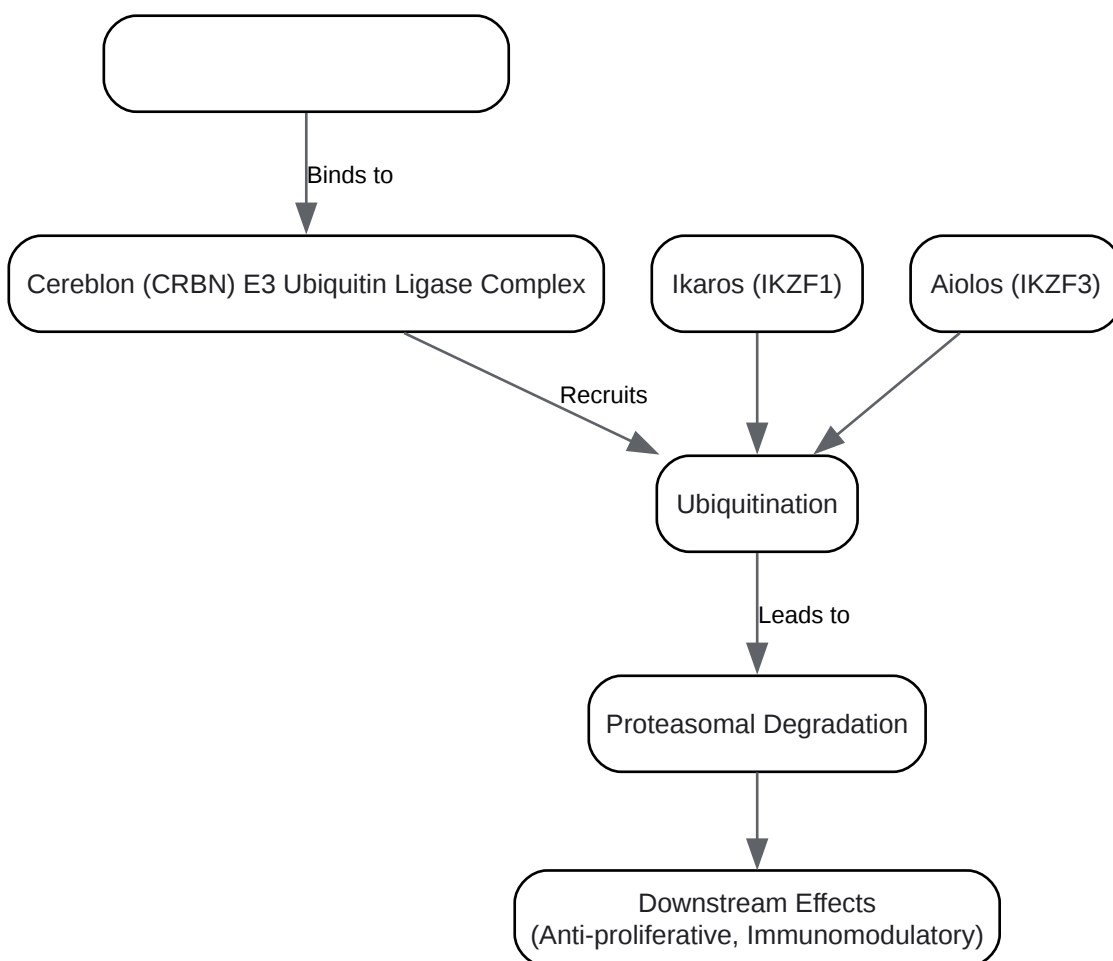 Binds to
Cereblon (CRBN) E3 Ubiquitin Ligase Complex
Ikaros (IKZF1)
Aiolos (IKZF3)
Recruits
Ubiquitination
Leads to
Proteasomal Degradation
Downstream Effects
(Anti-proliferative, Immunomodulatory)